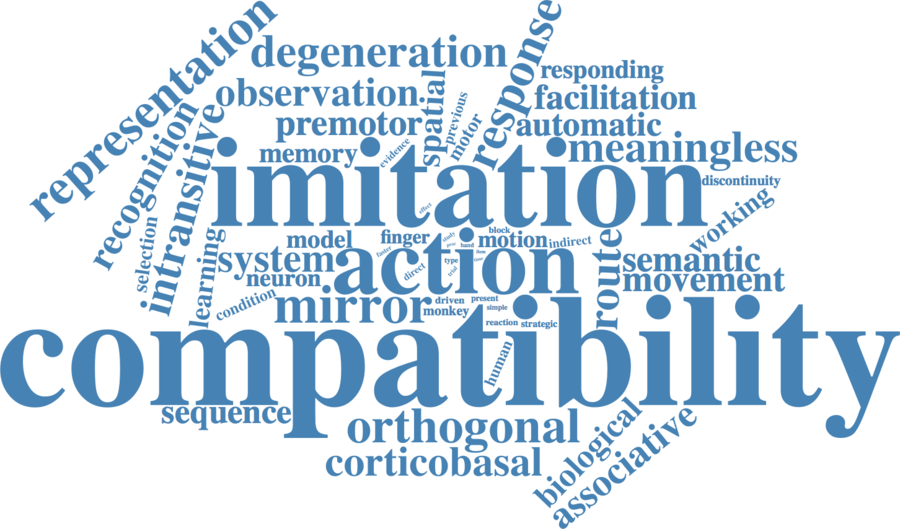 representation
degeneration
response
responding
observation
spatial
previous
facilitation
recognition
intransitive
premotor
motor
automatic
memory
evidence
meaningless
imitation
discontinuity
effect
selection
learning
working
model
finger
study
block
hand
motion
indirect
system
action
faster
direct
type
trial
route
semantic
neuron
movement
condition
mirror
driven
present
monkey
simple
reaction
strategic
compatibility
human
sequence
orthogonal
biological
corticobasal
associative